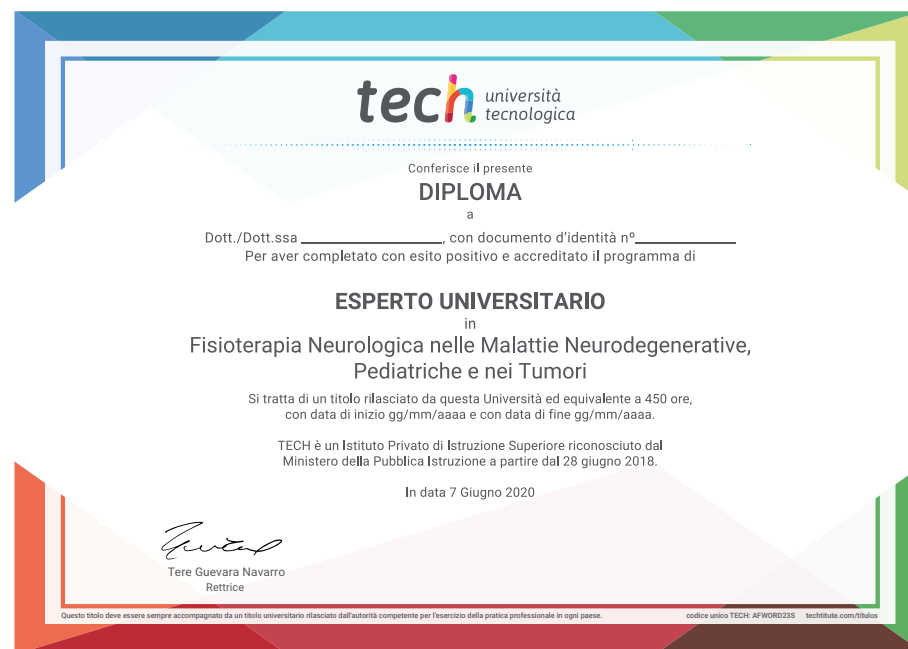 tech università
tecnologica
Conferisce il presente
DIPLOMA
a
Dott./Dott.ssa ____________________, con documento d'identità nº______________
Per aver completato con esito positivo e accreditato il programma di
ESPERTO UNIVERSITARIO
in
Fisioterapia Neurologica nelle Malattie Neurodegenerative,
Pediatriche e nei Tumori
Si tratta di un titolo rilasciato da questa Università ed equivalente a 450 ore,
con data di inizio gg/mm/aaaa e con data di fine gg/mm/aaaa.
TECH è un Istituto Privato di Istruzione Superiore riconosciuto dal
Ministero della Pubblica Istruzione a partire dal 28 giugno 2018.
In data 7 Giugno 2020
Tere Guevara Navarro
Rettrice
Questo titolo deve essere sempre accompagnato da un titolo universitario rilasciato dall'autorità competente per l'esercizio della pratica professionale in ogni paese. codice unico TECH: AFWORD23S techtitute.com/titulos